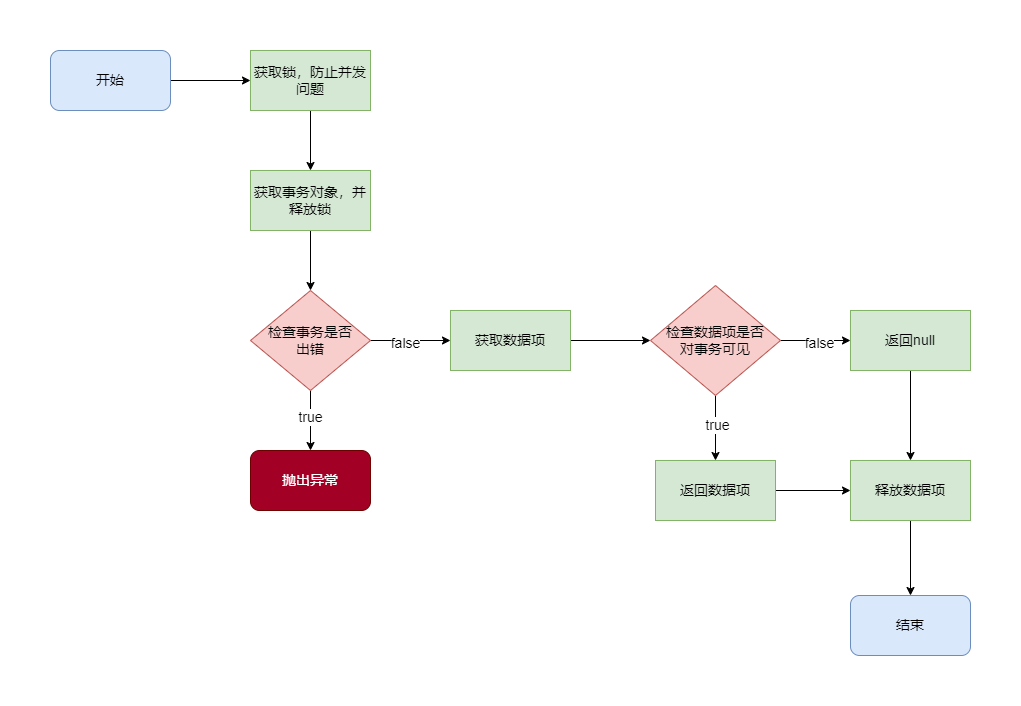 开始
获取锁，防止并发
问题
获取事务对象，并
释放锁
检查事务是否
出错
false
获取数据项
检查数据项是否
对事务可见
false
返回null
true
抛出异常
true
返回数据项
释放数据项
结束